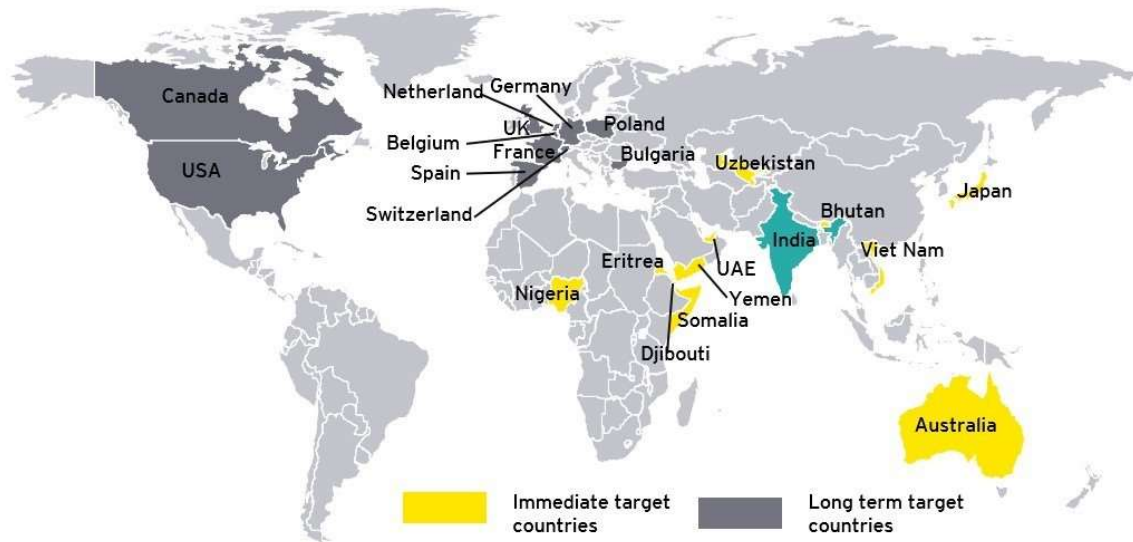 Canada
Netherland
Germany
UK
Poland
Belgium
France
Bulgaria
USA
Spain
Uzbekistan
Switzerland
Japan
Bhutan
India
Viet Nam
Eritrea
UAE
Nigeria
Yemen
Somalia
Djibouti
Australia
Immediate target
countries
Long term target
countries